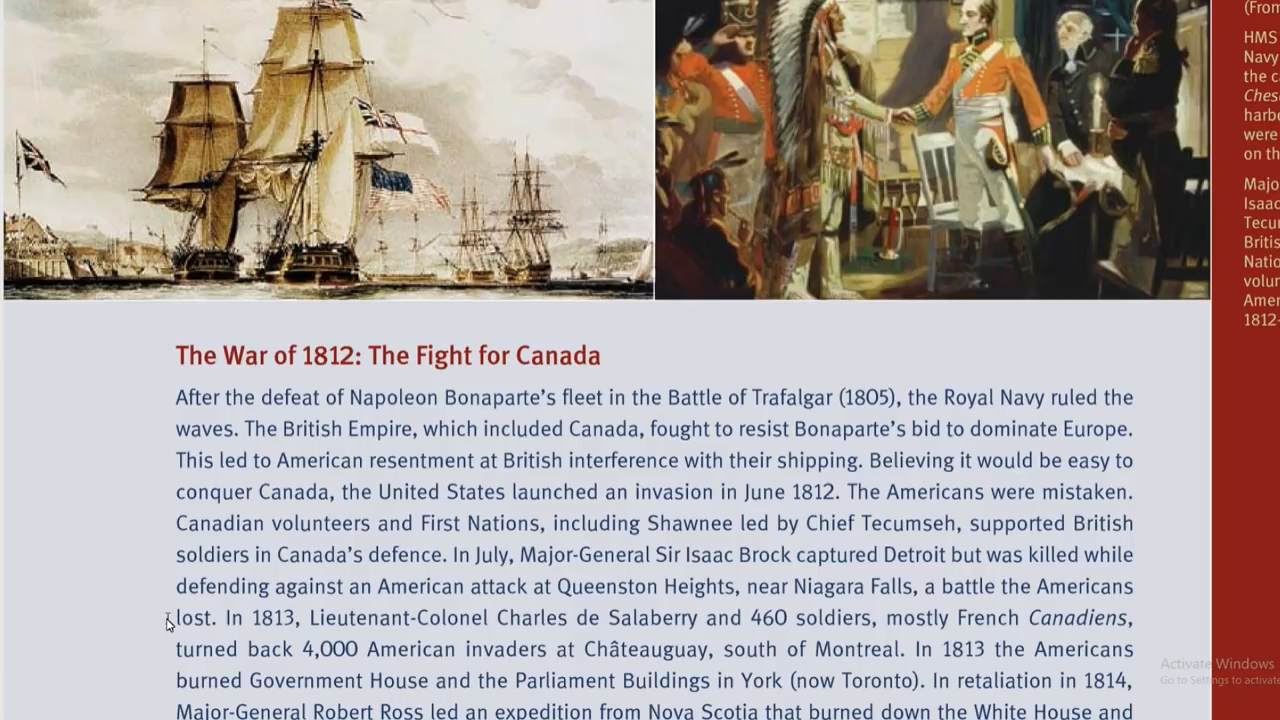 The War of 1812: The Fight for Canada
After the defeat of Napoleon Bonaparte’s fleet in the Battle of Trafalgar (1805), the Royal Navy ruled the
waves. The British Empire, which included Canada, fought to resist Bonaparte’s bid to dominate Europe.
This led to American resentment at British interference with their shipping. Believing it would be easy to
conquer Canada, the United States launched an invasion in June 1812. The Americans were mistaken.
Canadian volunteers and First Nations, including Shawnee led by Chief Tecumseh, supported British
soldiers in Canada’s defence. In July, Major-General Sir Isaac Brock captured Detroit but was killed while
defending against an American attack at Queenston Heights, near Niagara Falls, a battle the Americans
lost. In 1813, Lieutenant-Colonel Charles de Salaberry and 460 soldiers, mostly French Canadiens,
turned back 4,000 American invaders at Châteauguay, south of Montreal. In 1813 the Americans
burned Government House and the Parliament Buildings in York (now Toronto). In retaliation in 1814,
Major-General Robert Ross led an expedition from Nova Scotia that burned down the White House and
(From
HMS
Navy
the c
Ches
harbo
were
on th
Majo
Isaac
Tecu
Britis
Natio
volun
Amer
1812-
Activate Windows
Go to Settings to activate